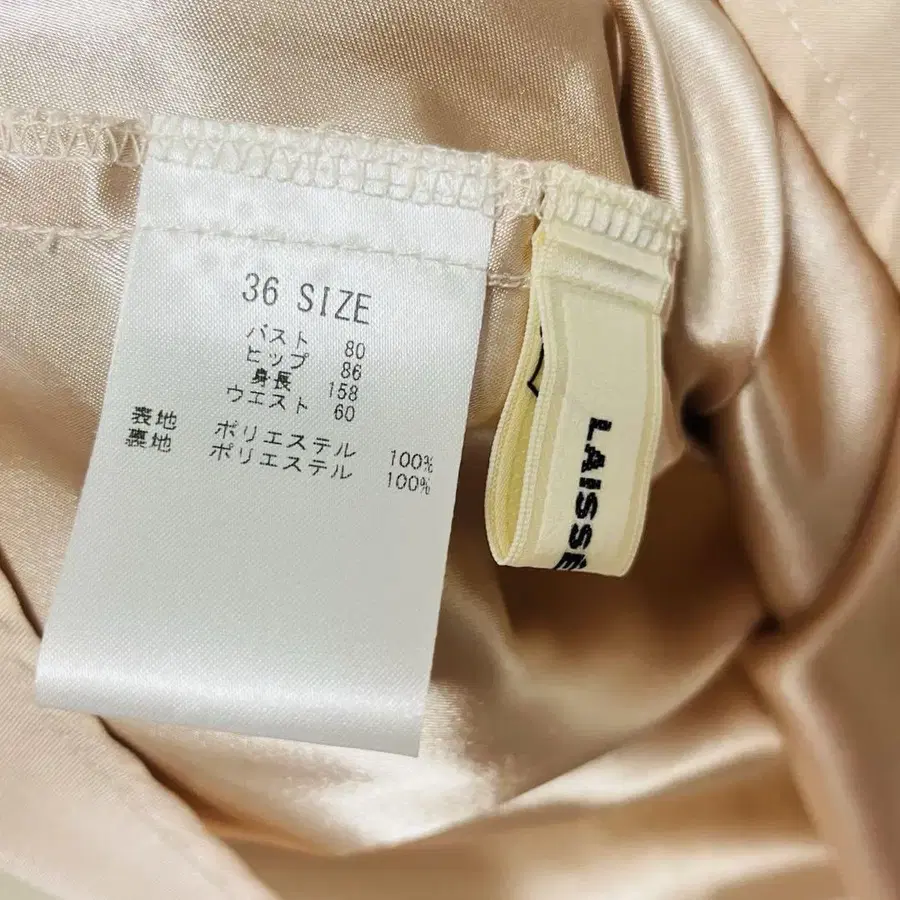 36 SIZE
バスト 80
ヒップ 86
身長 158
ウエスト 60
表地 ポリエステル 100%
裏地 ポリエステル 100%
LAISSÉ